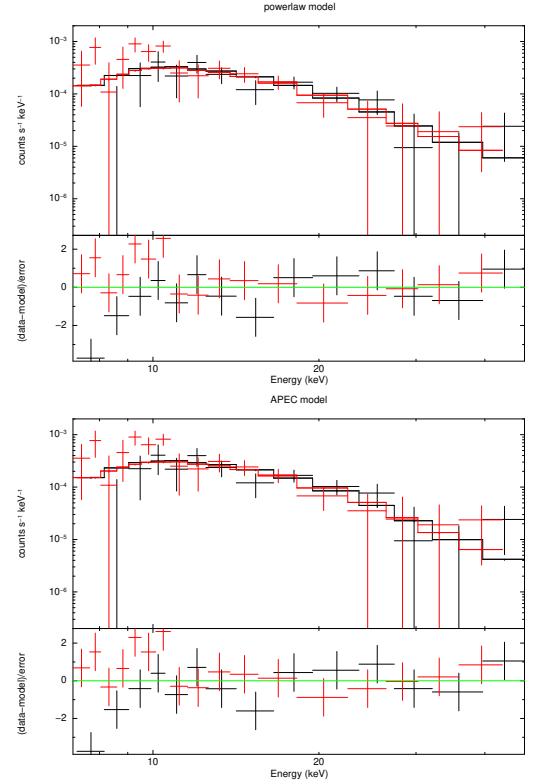 powerlaw model
counts s⁻¹ keV⁻¹
10⁻³
10⁻⁴
10⁻⁵
10⁻⁶
(data−model)/error
2
0
−2
10
20
Energy (keV)
APEC model
counts s⁻¹ keV⁻¹
10⁻³
10⁻⁴
10⁻⁵
10⁻⁶
(data−model)/error
2
0
−2
10
20
Energy (keV)